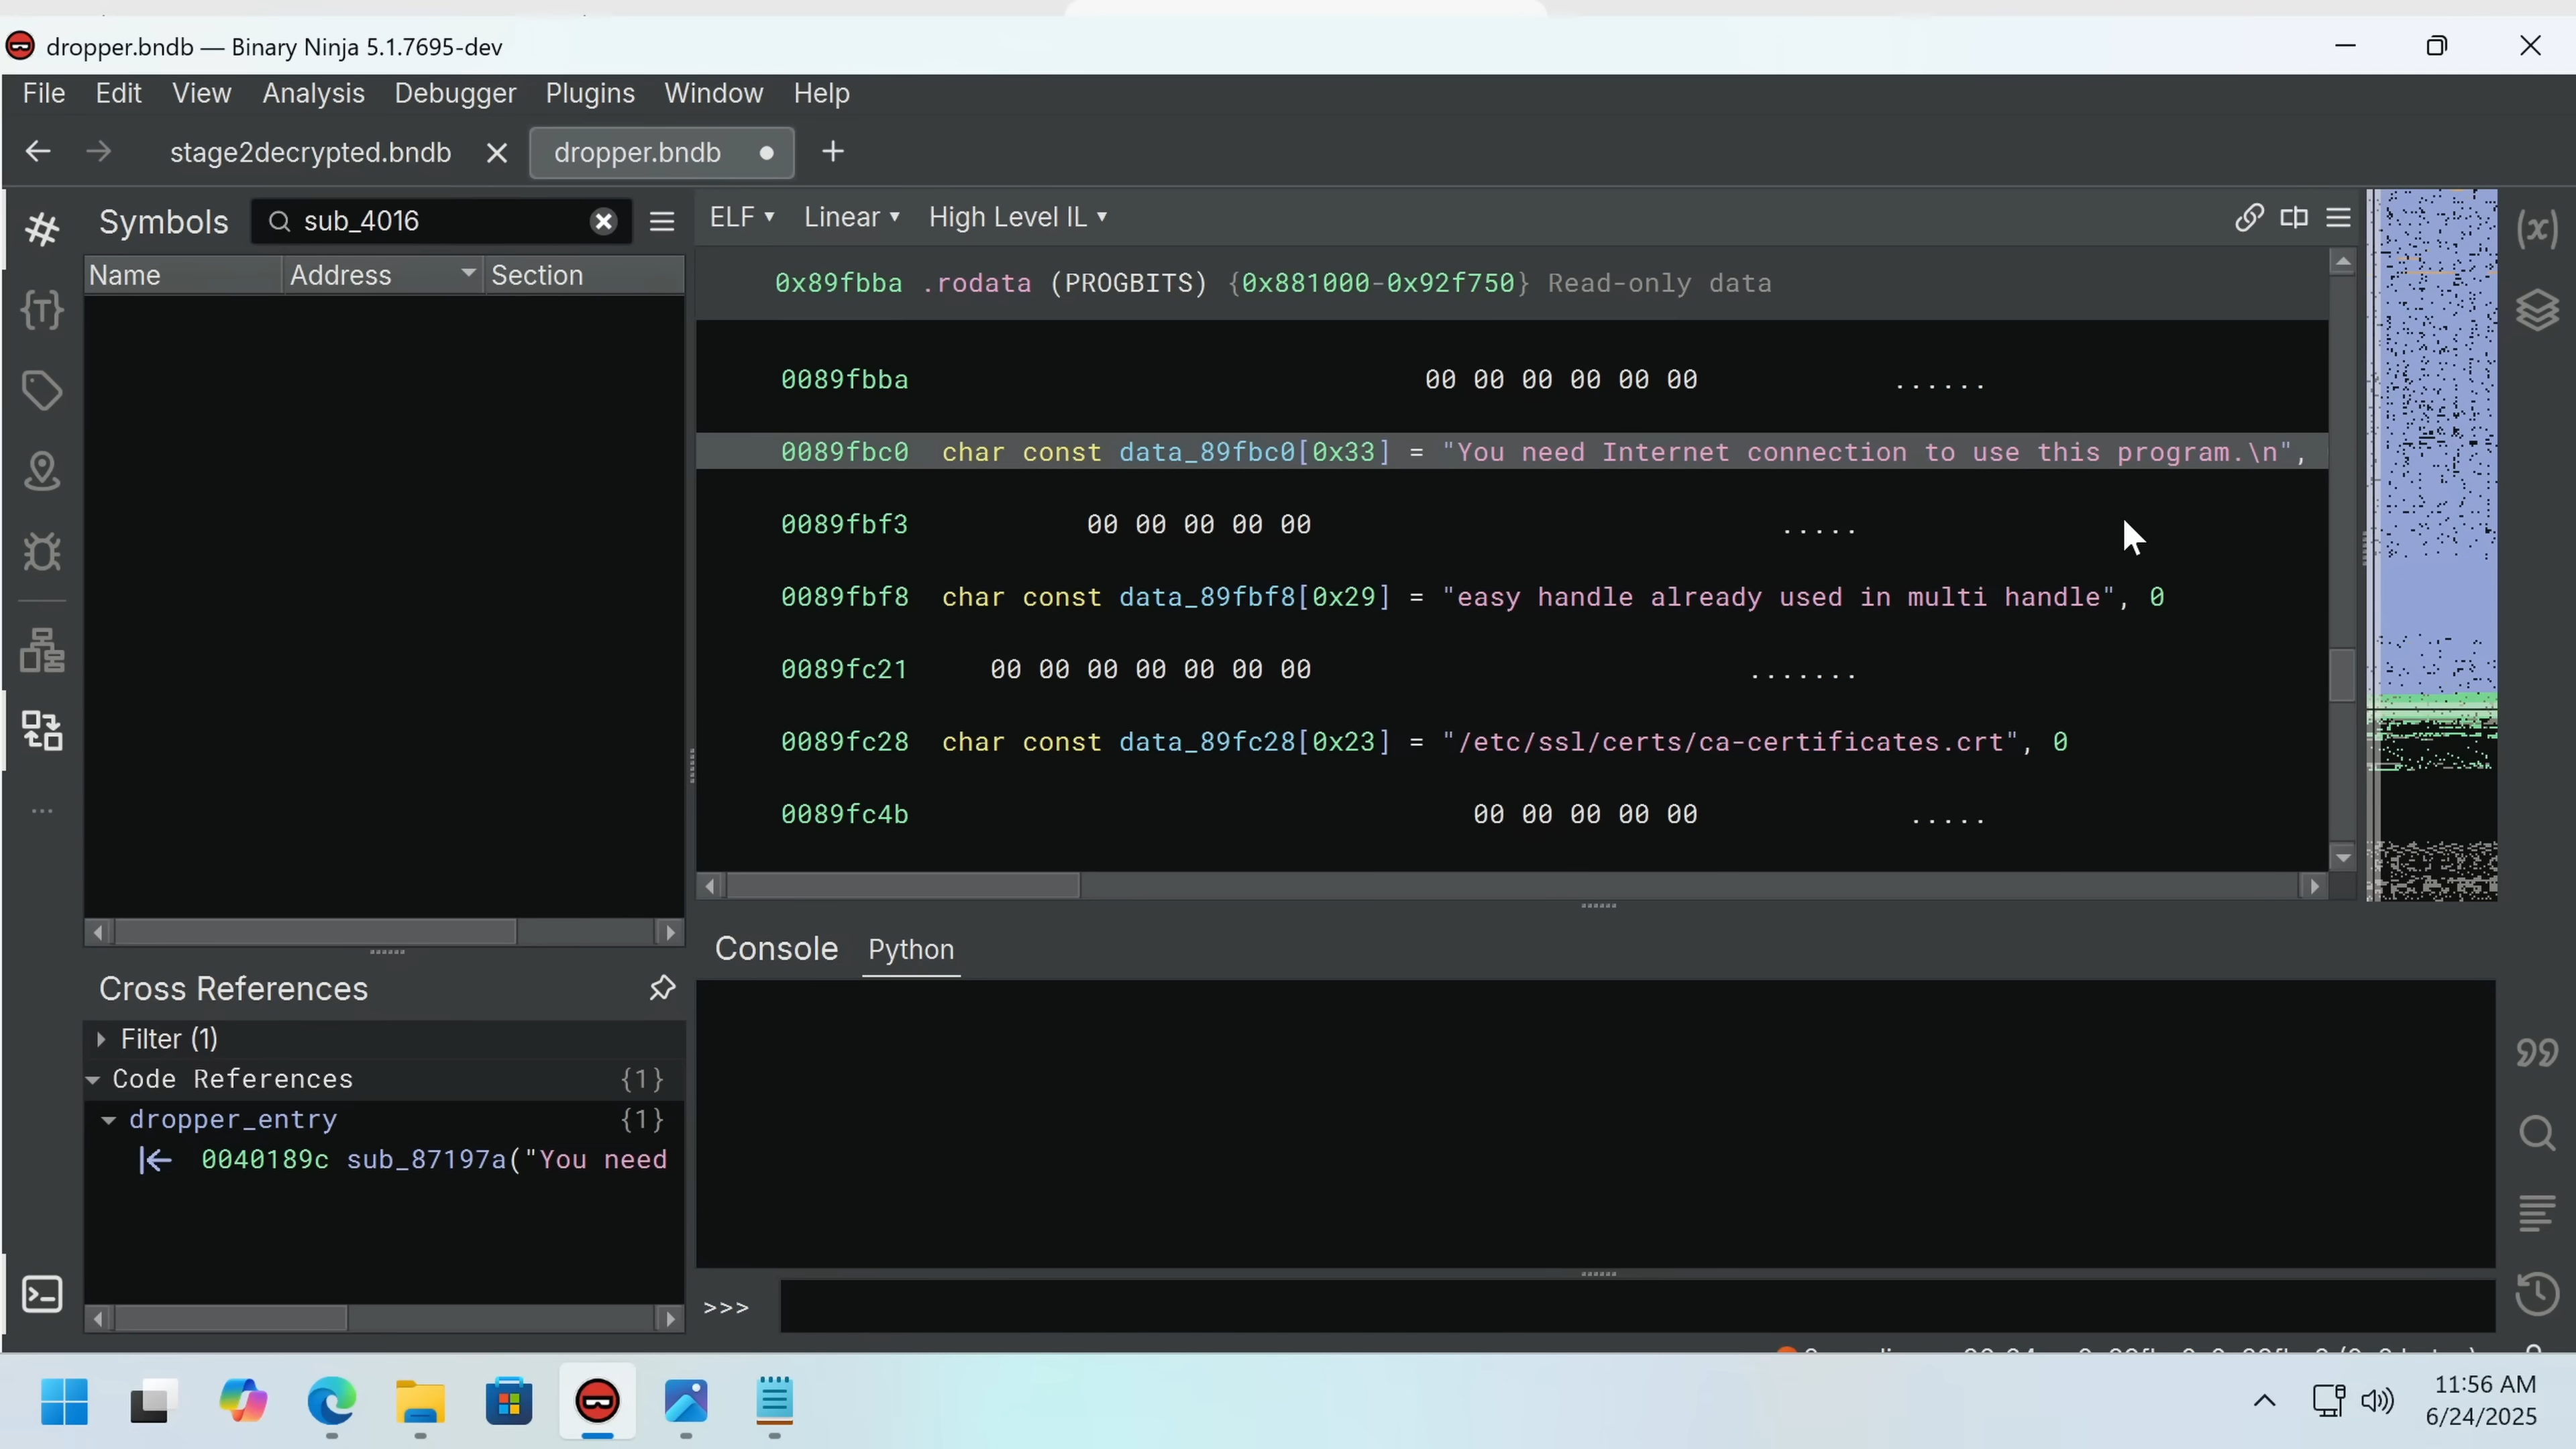 dropper.bndb — Binary Ninja 5.1.7695-dev
File Edit View Analysis Debugger Plugins Window Help
stage2decrypted.bndb dropper.bndb
Symbols sub_4016
ELF Linear High Level IL
Name Address Section
0x89fbba .rodata (PROGBITS) {0x881000-0x92f750} Read-only data
0089fbba 00 00 00 00 00 00 ......
0089fbc0 char const data_89fbc0[0x33] = "You need Internet connection to use this program.\n",
0089fbf3 00 00 00 00 00 .....
0089fbf8 char const data_89fbf8[0x29] = "easy handle already used in multi handle", 0
0089fc21 00 00 00 00 00 00 00 .......
0089fc28 char const data_89fc28[0x23] = "/etc/ssl/certs/ca-certificates.crt", 0
0089fc4b 00 00 00 00 00 .....
Console Python
Cross References
Filter (1)
Code References {1}
dropper_entry {1}
0040189c sub_87197a("You need
>>>
11:56 AM
6/24/2025